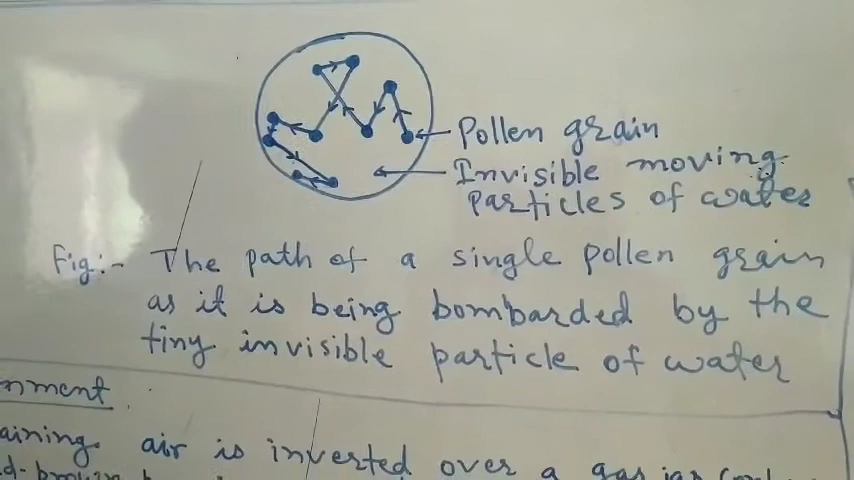 Pollen grain
Invisible moving
particles of water
Fig:- The path of a single pollen grain
as it is being bombarded by the
tiny invisible particle of water
nment
aining air is inverted over a gas jar